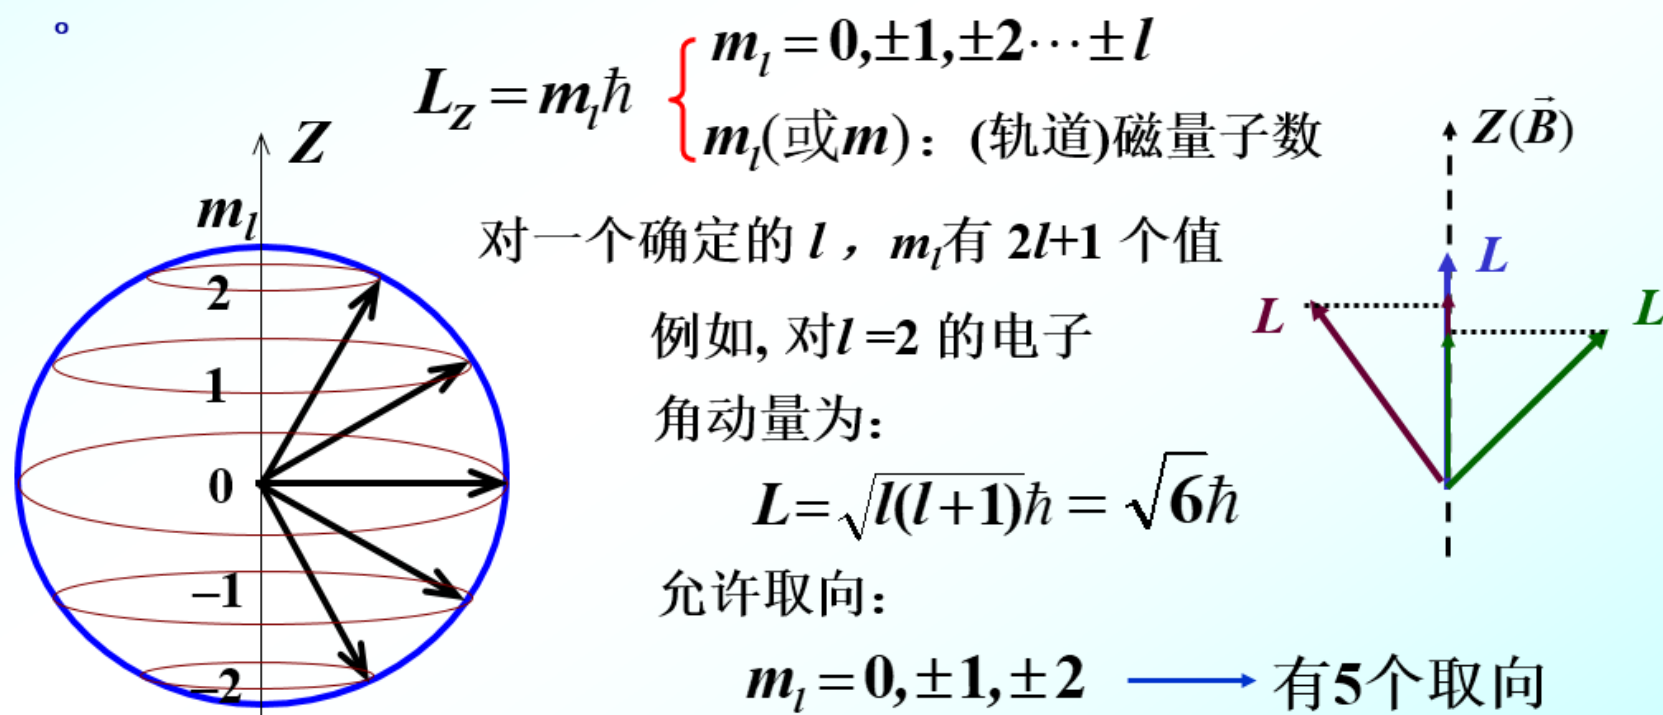 。
L_Z = m_lħ
m_l = 0,±1,±2⋯±l
m_l(或m)：(轨道)磁量子数
Z
Z(B⃗)
m_l
对一个确定的 l ，m_l有 2l+1 个值
L
2
例如, 对l =2 的电子
L
L
1
角动量为：
0
L=√l(l+1)ħ = √6ħ
–1
允许取向：
–2
m_l = 0,±1,±2
有5个取向